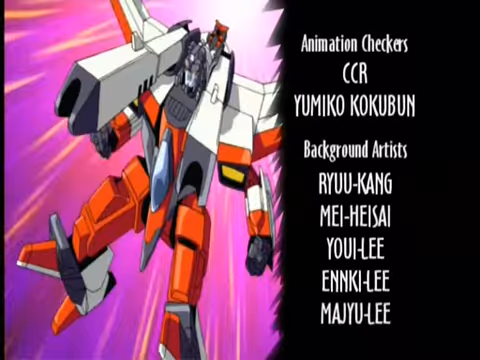 Animation Checkers
CCR
YUMIKO KOKUBUN
Background Artists
RYUU-KANG
MEI-HEISAI
YOUI-LEE
ENNKI-LEE
MAJYU-LEE